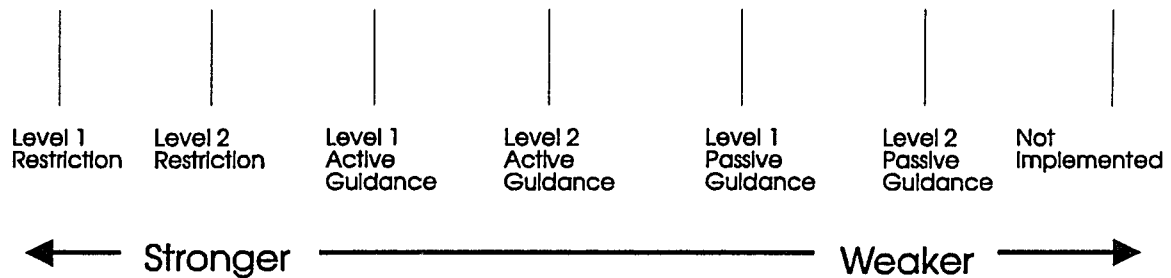 Level 1
Restriction
Level 2
Restriction
Level 1
Active
Guidance
Level 2
Active
Guidance
Level 1
Passive
Guidance
Level 2
Passive
Guidance
Not
Implemented
Stronger
Weaker